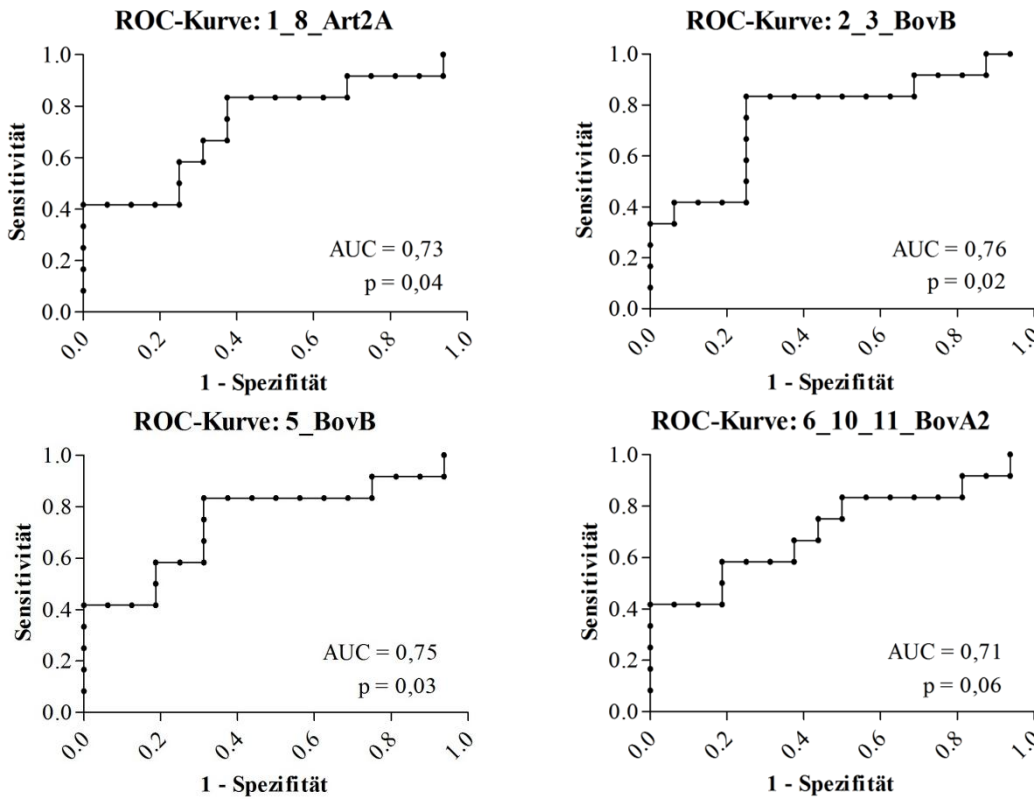 ROC-Kurve: 1_8_Art2A
Sensitivität
1.0
0.8
0.6
0.4
0.2
0.0
AUC = 0,73
p = 0,04
0.0 0.2 0.4 0.6 0.8 1.0
1 - Spezifität
ROC-Kurve: 2_3_BovB
Sensitivität
1.0
0.8
0.6
0.4
0.2
0.0
AUC = 0,76
p = 0,02
0.0 0.2 0.4 0.6 0.8 1.0
1 - Spezifität
ROC-Kurve: 5_BovB
Sensitivität
1.0
0.8
0.6
0.4
0.2
0.0
AUC = 0,75
p = 0,03
0.0 0.2 0.4 0.6 0.8 1.0
1 - Spezifität
ROC-Kurve: 6_10_11_BovA2
Sensitivität
1.0
0.8
0.6
0.4
0.2
0.0
AUC = 0,71
p = 0,06
0.0 0.2 0.4 0.6 0.8 1.0
1 - Spezifität